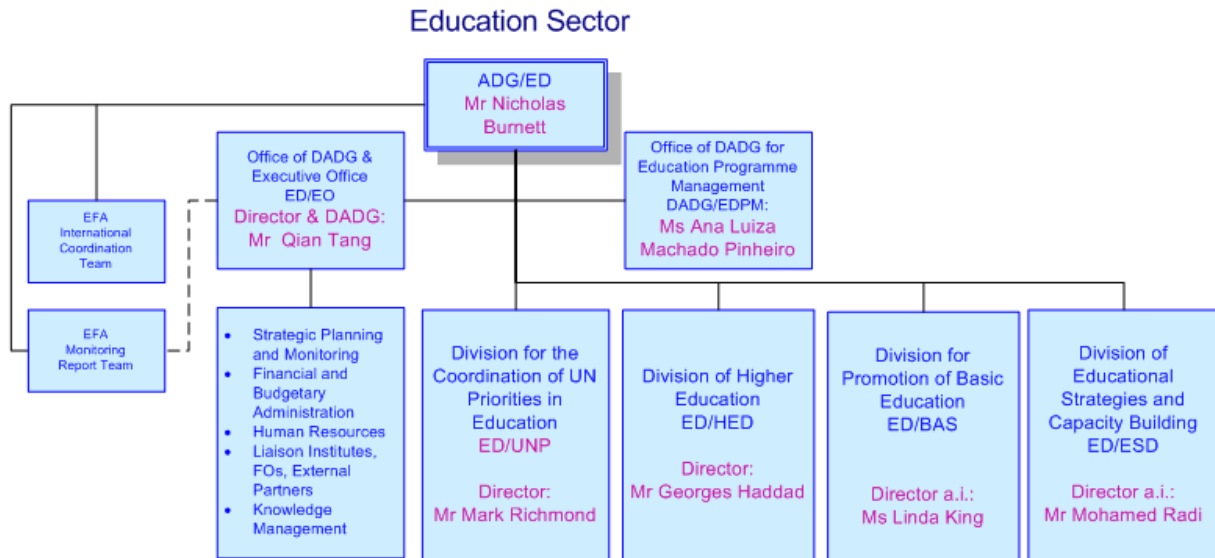 Education Sector
ADG/ED
Mr Nicholas
Burnett
Office of DADG &
Executive Office
ED/EO
Director & DADG:
Mr Qian Tang
Office of DADG for
Education Programme
Management
DADG/EDPM:
Ms Ana Luiza
Machado Pinheiro
EFA
International
Coordination
Team
EFA
Monitoring
Report Team
• Strategic Planning
and Monitoring
• Financial and
Budgetary
Administration
• Human Resources
• Liaison Institutes,
FOs, External
Partners
• Knowledge
Management
Division for the
Coordination of UN
Priorities in
Education
ED/UNP
Director:
Mr Mark Richmond
Division of Higher
Education
ED/HED
Director:
Mr Georges Haddad
Division for
Promotion of Basic
Education
ED/BAS
Director a.i.:
Ms Linda King
Division of
Educational
Strategies and
Capacity Building
ED/ESD
Director a.i.:
Mr Mohamed Radi